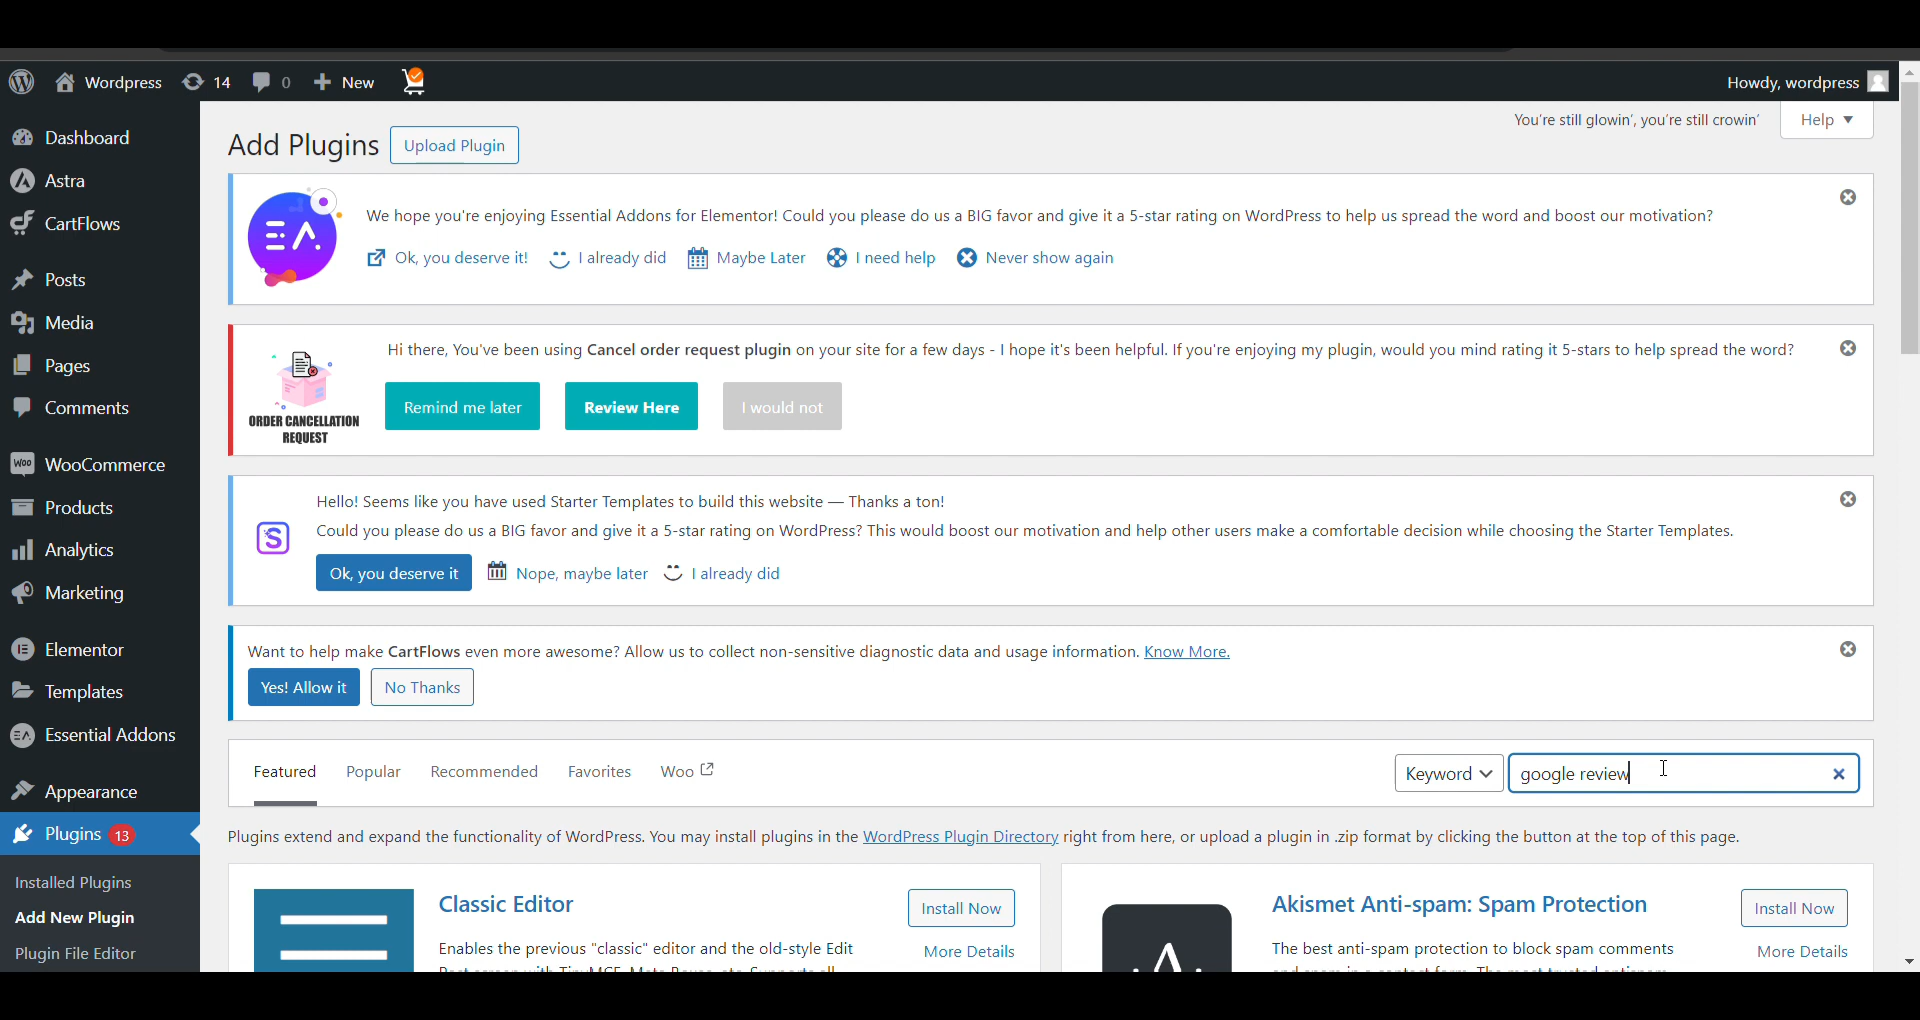 Wordpress 14 0 New Howdy, wordpress
Dashboard
Astra
CartFlows
Posts
Media
Pages
Comments
Woo WooCommerce
Products
Analytics
Marketing
Elementor
Templates
EA Essential Addons
Appearance
Plugins 13
Installed Plugins
Add New Plugin
Plugin File Editor
You're still glowin', you're still crowin' Help
Add Plugins Upload Plugin
We hope you're enjoying Essential Addons for Elementor! Could you please do us a BIG favor and give it a 5-star rating on WordPress to help us spread the word and boost our motivation?
Ok, you deserve it! I already did Maybe Later I need help Never show again
Hi there, You've been using Cancel order request plugin on your site for a few days - I hope it's been helpful. If you're enjoying my plugin, would you mind rating it 5-stars to help spread the word?
Remind me later Review Here I would not
ORDER CANCELLATION
REQUEST
Hello! Seems like you have used Starter Templates to build this website — Thanks a ton!
Could you please do us a BIG favor and give it a 5-star rating on WordPress? This would boost our motivation and help other users make a comfortable decision while choosing the Starter Templates.
Ok, you deserve it Nope, maybe later I already did
Want to help make CartFlows even more awesome? Allow us to collect non-sensitive diagnostic data and usage information. Know More.
Yes! Allow it No Thanks
Featured Popular Recommended Favorites Woo Keyword google review
Plugins extend and expand the functionality of WordPress. You may install plugins in the WordPress Plugin Directory right from here, or upload a plugin in .zip format by clicking the button at the top of this page.
Classic Editor Install Now
Enables the previous "classic" editor and the old-style Edit More Details
Akismet Anti-spam: Spam Protection Install Now
The best anti-spam protection to block spam comments More Details